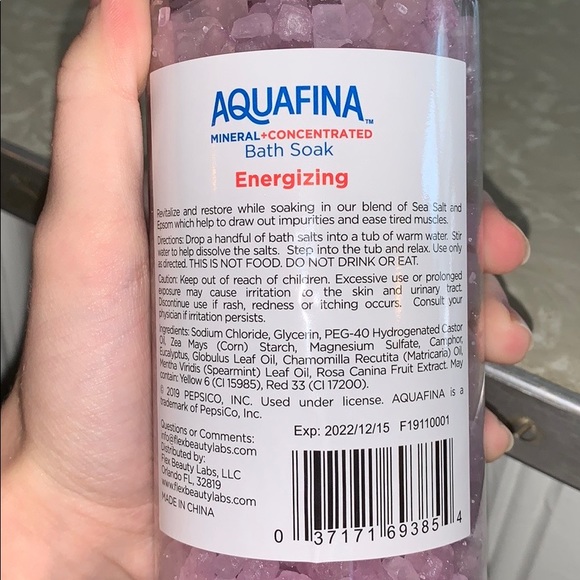 AQUAFINA™
MINERAL+CONCENTRATED
Bath Soak
Energizing
Revitalize and restore while soaking in our blend of Sea Salt and
Epsom which help to draw out impurities and ease tired muscles.
Directions: Drop a handful of bath salts into a tub of warm water. Stir
water to help dissolve the salts. Step into the tub and relax. Use only
as directed. THIS IS NOT FOOD. DO NOT DRINK OR EAT.
Caution: Keep out of reach of children. Excessive use or prolonged
exposure may cause irritation to the skin and urinary tract.
Discontinue use if rash, redness or itching occurs. Consult your
physician if irritation persists.
Ingredients: Sodium Chloride, Glycerin, PEG-40 Hydrogenated Castor
Oil, Zea Mays (Corn) Starch, Magnesium Sulfate, Camphor,
Eucalyptus, Globulus Leaf Oil, Chamomilla Recutita (Matricaria) Oil,
Mentha Viridis (Spearmint) Leaf Oil, Rosa Canina Fruit Extract. May
contain: Yellow 6 (CI 15985), Red 33 (CI 17200).
© 2019 PEPSICO, INC. Used under license. AQUAFINA is a
trademark of PepsiCo, Inc.
Exp: 2022/12/15 F19110001
Questions or Comments:
info@flexbeautylabs.com
Distributed by:
Flex Beauty Labs, LLC
Orlando FL, 32819
www.flexbeautylabs.com
MADE IN CHINA
0 37171 69385 4